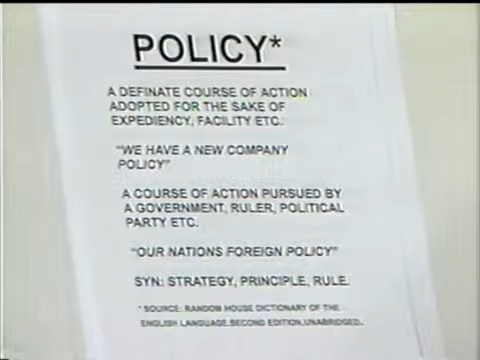 POLICY*
A DEFINATE COURSE OF ACTION
ADOPTED FOR THE SAKE OF
EXPEDIENCY, FACILITY ETC.
"WE HAVE A NEW COMPANY
POLICY"
A COURSE OF ACTION PURSUED BY
A GOVERNMENT, RULER, POLITICAL
PARTY ETC.
"OUR NATIONS FOREIGN POLICY"
SYN: STRATEGY, PRINCIPLE, RULE.
* SOURCE: RANDOM HOUSE DICTIONARY OF THE
ENGLISH LANGUAGE,SECOND EDITION,UNABRIDGED.